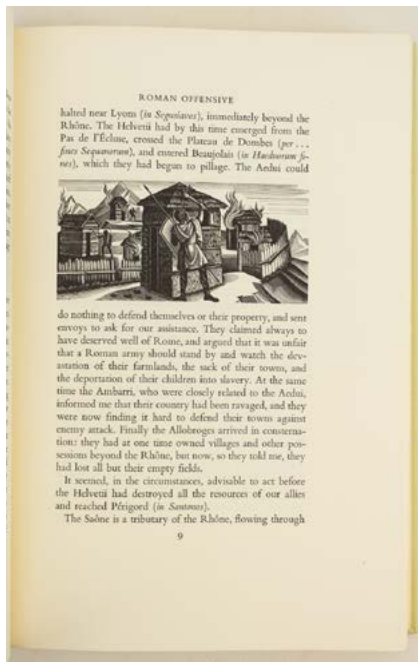 ROMAN OFFENSIVE
halted near Lyons (in Segusiavos), immediately beyond the
Rhône. The Helvetii had by this time emerged from the
Pas de l'Écluse, crossed the Plateau de Dombes (per ...
fines Sequanorum), and entered Beaujolais (in Haeduorum fi-
nes), which they had begun to pillage. The Aedui could
do nothing to defend themselves or their property, and sent
envoys to ask for our assistance. They claimed always to
have deserved well of Rome, and argued that it was unfair
that a Roman army should stand by and watch the dev-
astation of their farmlands, the sack of their towns, and
the deportation of their children into slavery. At the same
time the Ambarri, who were closely related to the Aedui,
informed me that their country had been ravaged, and they
were now finding it hard to defend their towns against
enemy attack. Finally the Allobroges arrived in consterna-
tion: they had at one time owned villages and other pos-
sessions beyond the Rhône, but now, so they told me, they
had lost all but their empty fields.
It seemed, in the circumstances, advisable to act before
the Helvetii had destroyed all the resources of our allies
and reached Périgord (in Santonos).
The Saône is a tributary of the Rhône, flowing through
9